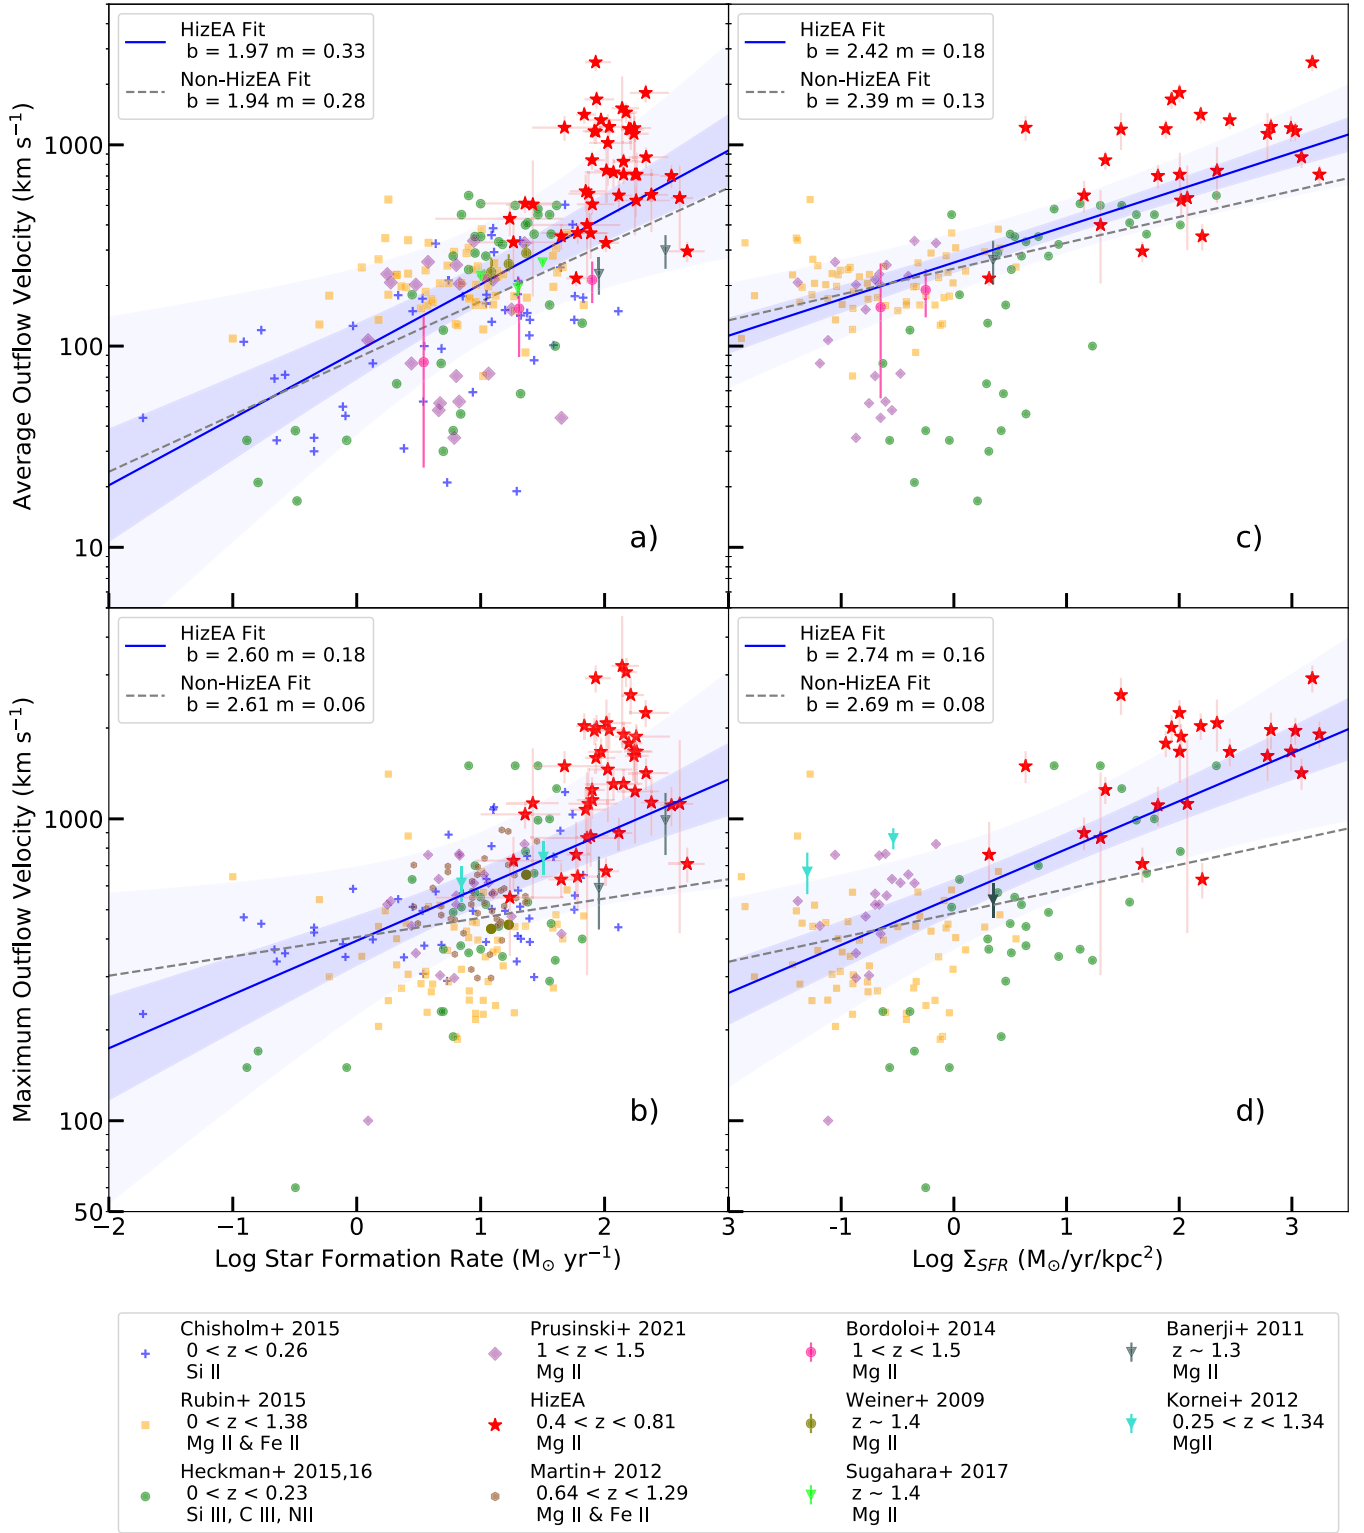 HizEA Fit
b = 1.97 m = 0.33
Non-HizEA Fit
b = 1.94 m = 0.28
HizEA Fit
b = 2.42 m = 0.18
Non-HizEA Fit
b = 2.39 m = 0.13
Average Outflow Velocity (km s⁻¹)
1000
100
10
a)
c)
HizEA Fit
b = 2.60 m = 0.18
Non-HizEA Fit
b = 2.61 m = 0.06
HizEA Fit
b = 2.74 m = 0.16
Non-HizEA Fit
b = 2.69 m = 0.08
Maximum Outflow Velocity (km s⁻¹)
1000
100
50
b)
d)
−2 −1 0 1 2 3 -1 0 1 2 3
Log Star Formation Rate (M⊙ yr⁻¹)
Log Σ_SFR (M⊙/yr/kpc²)
Chisholm+ 2015
0 < z < 0.26
Si II
Rubin+ 2015
0 < z < 1.38
Mg II & Fe II
Heckman+ 2015,16
0 < z < 0.23
Si III, C III, NII
Prusinski+ 2021
1 < z < 1.5
Mg II
HizEA
0.4 < z < 0.81
Mg II
Martin+ 2012
0.64 < z < 1.29
Mg II & Fe II
Bordoloi+ 2014
1 < z < 1.5
Mg II
Weiner+ 2009
z ~ 1.4
Mg II
Sugahara+ 2017
z ~ 1.4
Mg II
Banerji+ 2011
z ~ 1.3
Mg II
Kornei+ 2012
0.25 < z < 1.34
MgII